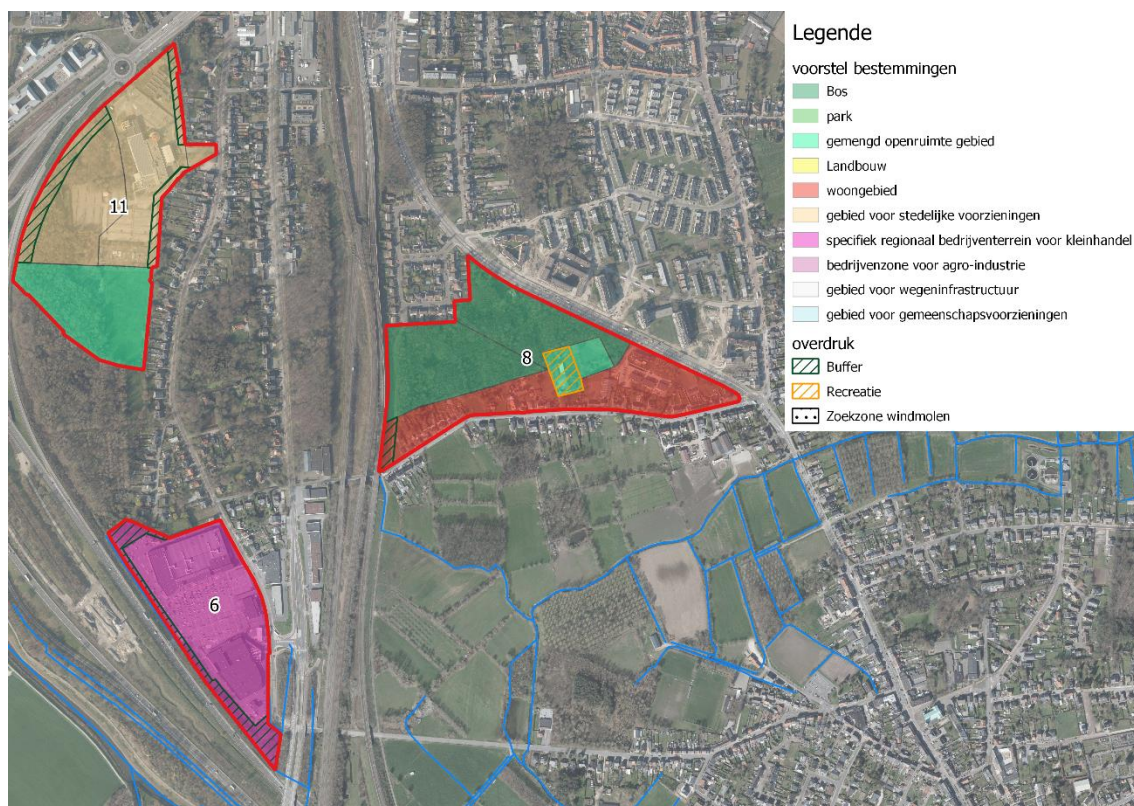 Legende
voorstel bestemmingen
Bos
park
gemengd openruimte gebied
Landbouw
woongebied
gebied voor stedelijke voorzieningen
specifiek regionaal bedrijventerrein voor kleinhandel
bedrijvenzone voor agro-industrie
gebied voor wegeninfrastructuur
gebied voor gemeenschapsvoorzieningen
overdruk
Buffer
Recreatie
Zoekzone windmolen
11
8
6